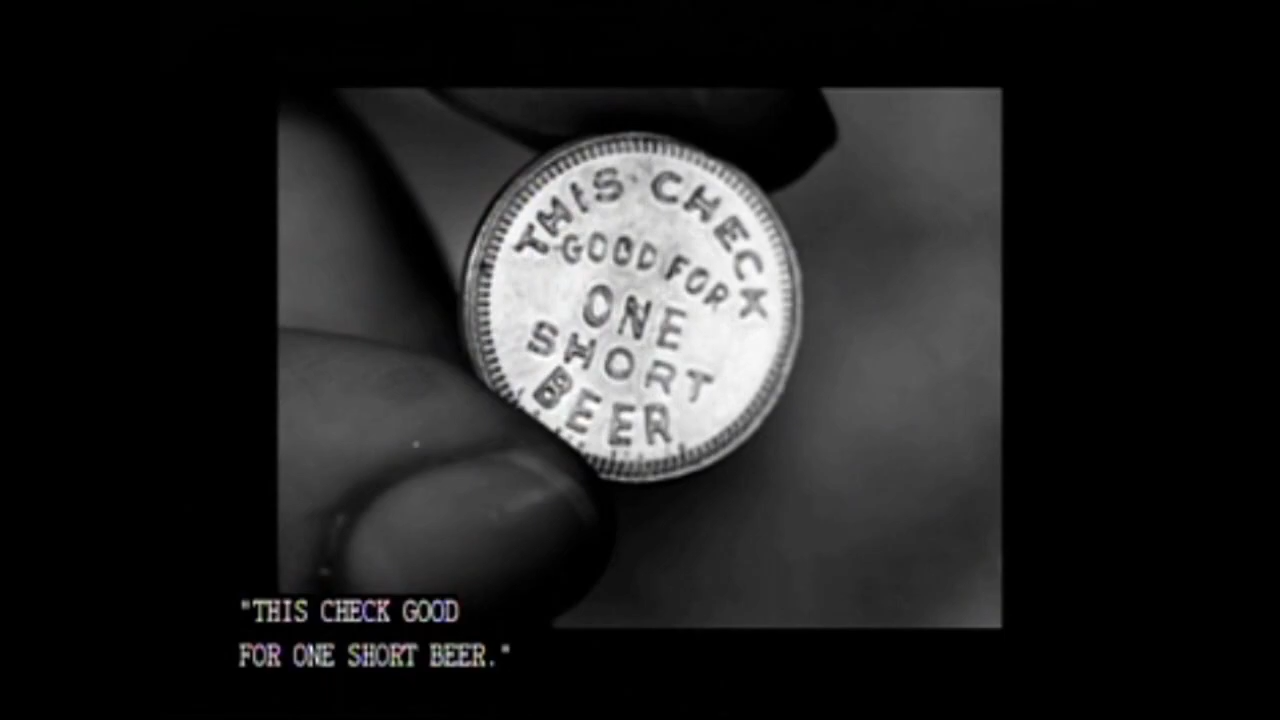 THIS CHECK
GOOD FOR
ONE
SHORT
BEER
"THIS CHECK GOOD
FOR ONE SHORT BEER."